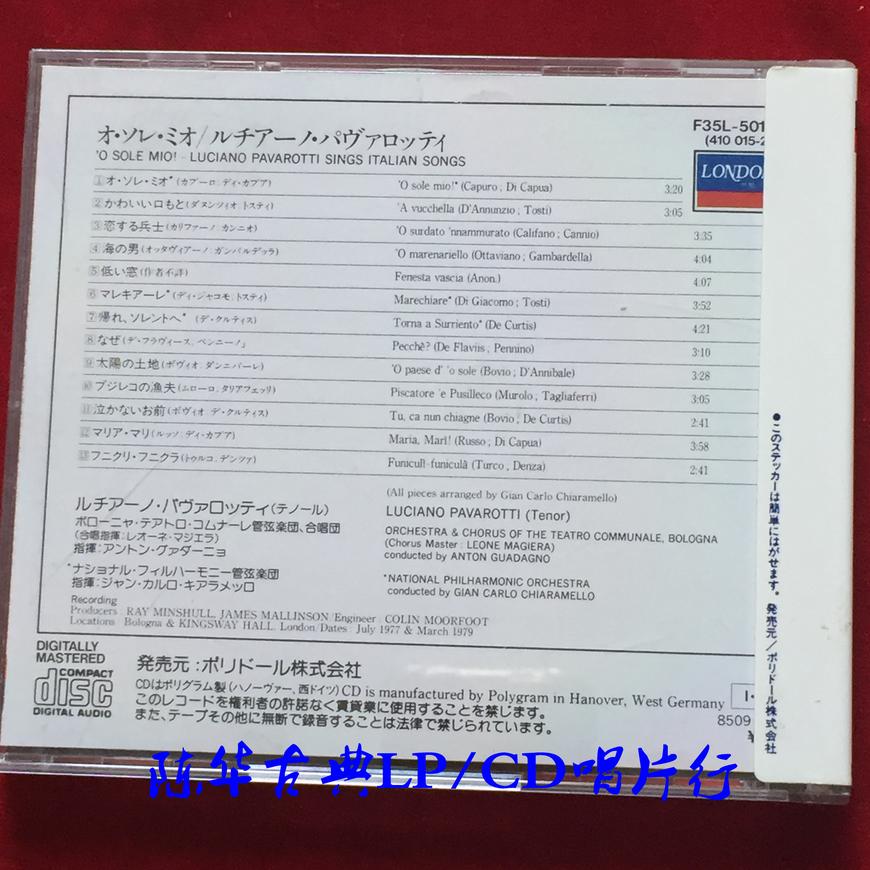 オ・ソレ・ミオ/ルチアーノ・パヴァロッティ
'O SOLE MIO! - LUCIANO PAVAROTTI SINGS ITALIAN SONGS
F35L-501
(410 015-2
LONDON
1 オ・ソレ・ミオ* (カプーロ; ディ・カプア) 'O sole mio!* (Capuro ; Di Capua) 3:20
2 かわいい口もと (ダヌンツィオ; トスティ) 'A vucchella (D'Annunzio ; Tosti) 3:05
3 恋する兵士 (カリファーノ; カンニオ) 'O surdato 'nnammurato (Califano ; Cannio) 3:35
4 海の男 (オッタヴィアーノ; ガンバルデッラ) 'O marenariello (Ottaviano ; Gambardella) 4:04
5 低い窓 (作者不詳) Fenesta vascia (Anon.) 4:07
6 マレキアーレ* (ディ・ジャコモ; トスティ) Marechiare* (Di Giacomo ; Tosti) 3:52
7 帰れ、ソレントへ* (デ・クルティス) Torna a Surriento* (De Curtis) 4:21
8 なぜ (デ・フラヴィース, ペンニーノ) Pecchè? (De Flaviis ; Pennino) 3:10
9 太陽の土地 (ボヴィオ; ダンニバーレ) 'O paese d' 'o sole (Bovio ; D'Annibale) 3:28
10 プジレコの漁夫 (ムローロ; タリアフェッリ) Piscatore 'e Pusilleco (Murolo ; Tagliaferri) 3:05
11 泣かないお前 (ボヴィオ; デ・クルティス) Tu, ca nun chiagne (Bovio ; De Curtis) 2:41
12 マリア・マリ (ルッソ; ディ・カプア) Maria, Marì! (Russo ; Di Capua) 3:58
13 フニクリ・フニクラ (トゥルコ, デンツァ) Funiculì-funiculà (Turco , Denza) 2:41
(All pieces arranged by Gian Carlo Chiaramello)
ルチアーノ・パヴァロッティ(テノール)
ボローニャ・テアトロ・コムナーレ管弦楽団、合唱団
(合唱指揮:レオーネ・マジエラ)
指揮:アントン・グァダーニョ
*ナショナル・フィルハーモニー管弦楽団
指揮:ジャン・カルロ・キアラメッロ
LUCIANO PAVAROTTI (Tenor)
ORCHESTRA & CHORUS OF THE TEATRO COMMUNALE, BOLOGNA
(Chorus Master : LEONE MAGIERA)
conducted by ANTON GUADAGNO
*NATIONAL PHILHARMONIC ORCHESTRA
conducted by GIAN CARLO CHIARAMELLO
Recording
Producers : RAY MINSHULL, JAMES MALLINSON/Engineer : COLIN MOORFOOT
Locations : Bologna & KINGSWAY HALL, London/Dates : July 1977 & March 1979
DIGITALLY
MASTERED
COMPACT
disc
DIGITAL AUDIO
発売元:ポリドール株式会社
CDはポリグラム製(ハノーヴァー, 西ドイツ) CD is manufactured by Polygram in Hanover, West Germany
このレコードを権利者の許諾なく賃貸業に使用することを禁じます。
また、テープその他に無断で録音することは法律で禁じられています。
8509
●このステッカーは簡単にはがせます。 発売元/ポリドール株式会社
陈华古典LP/CD唱片行